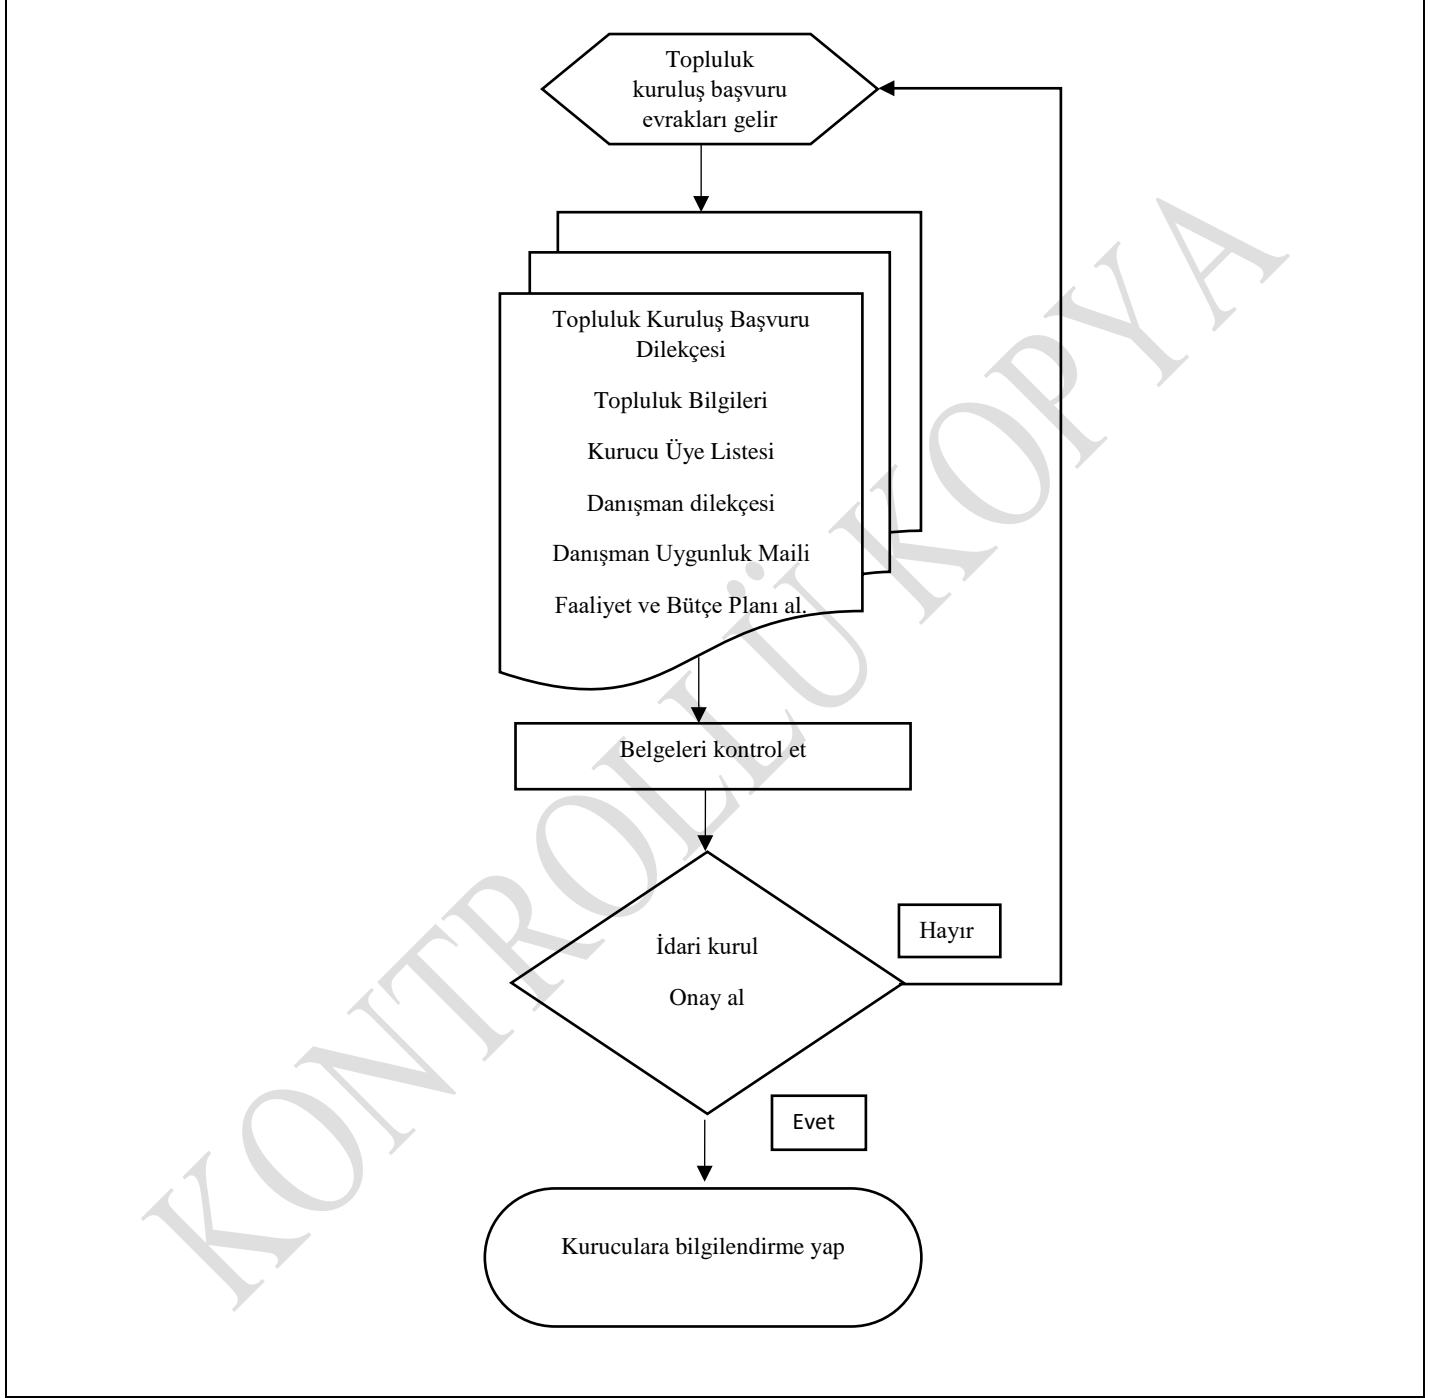 Topluluk
kuruluş başvuru
evrakları gelir
Topluluk Kuruluş Başvuru
Dilekçesi
Topluluk Bilgileri
Kurucu Üye Listesi
Danışman dilekçesi
Danışman Uygunluk Maili
Faaliyet ve Bütçe Planı al.
Belgeleri kontrol et
İdari kurul
Onay al
Hayır
Evet
Kuruculara bilgilendirme yap
KONTROLLÜ KOPYA